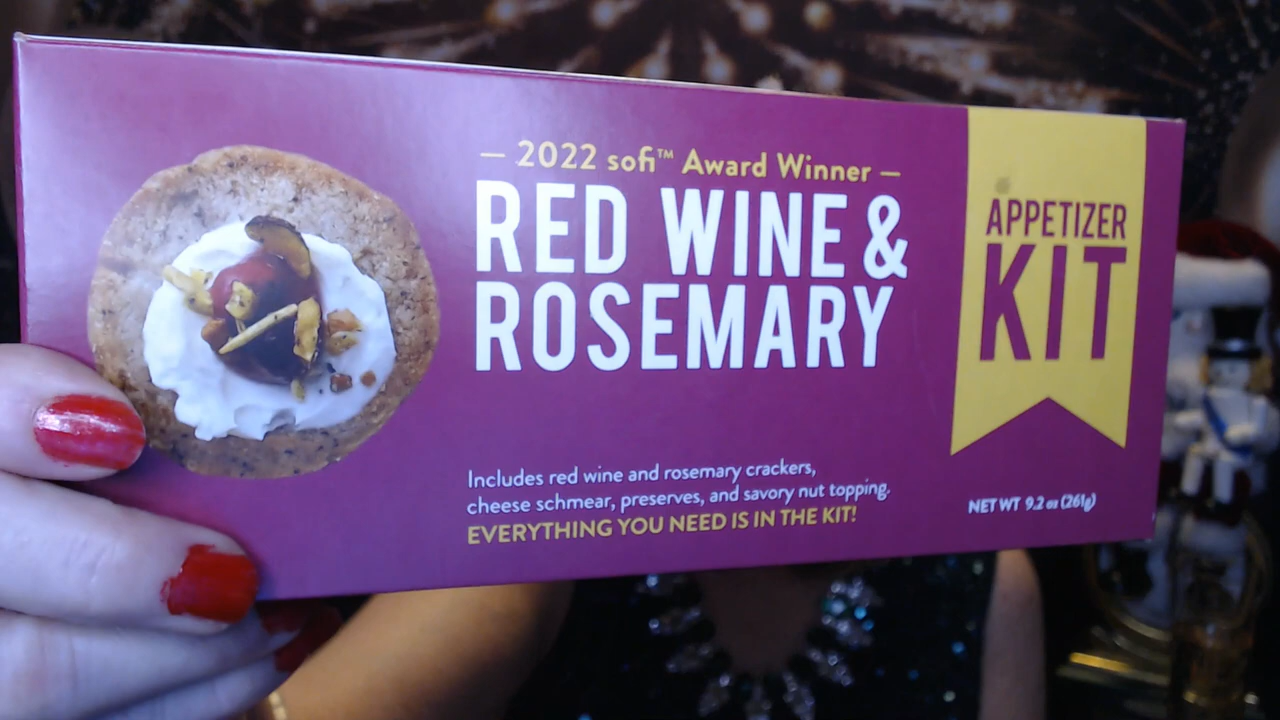 — 2022 sofi™ Award Winner —
RED WINE &
ROSEMARY
APPETIZER
KIT
Includes red wine and rosemary crackers,
cheese schmear, preserves, and savory nut topping.
EVERYTHING YOU NEED IS IN THE KIT!
NET WT 9.2 oz (261g)